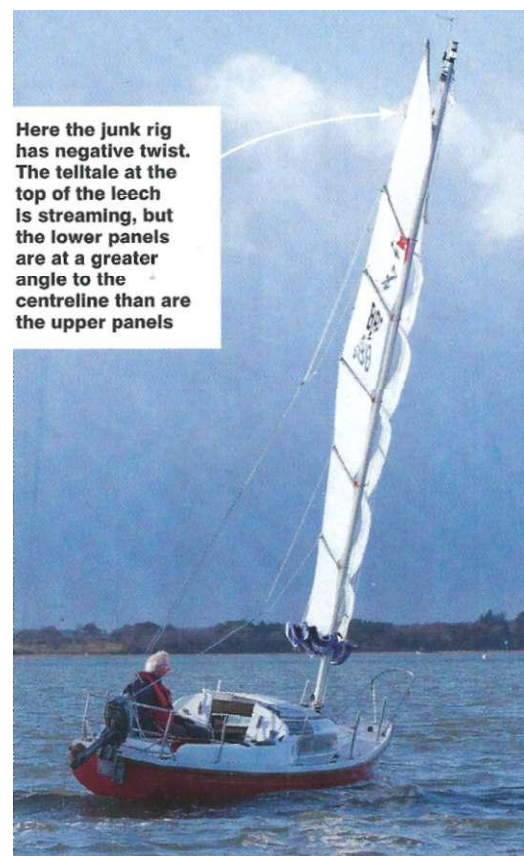 Here the junk rig
has negative twist.
The telltale at the
top of the leech
is streaming, but
the lower panels
are at a greater
angle to the
centreline than are
the upper panels